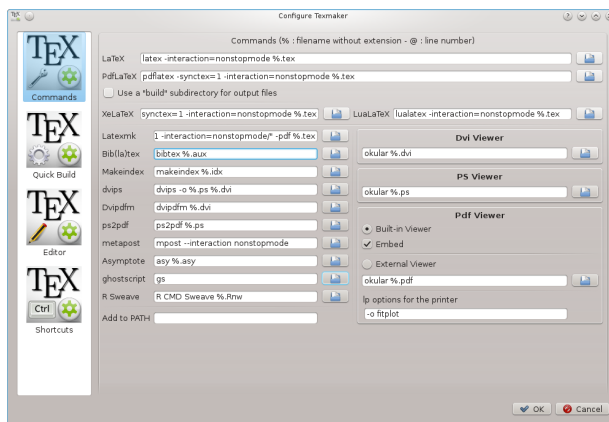 Configure Texmaker
TEX
Commands
TEX
Quick Build
TEX
Editor
TEX
Ctrl
Shortcuts
Commands (% : filename without extension - @ : line number)
LaTeX latex -interaction=nonstopmode %.tex
PdfLaTeX pdflatex -synctex=1 -interaction=nonstopmode %.tex
Use a "build" subdirectory for output files
XeLaTeX synctex=1 -interaction=nonstopmode %.tex LuaLaTeX lualatex -interaction=nonstopmode %.tex
Latexmk 1 -interaction=nonstopmode/* -pdf %.tex
Bib(la)tex bibtex %.aux
Makeindex makeindex %.idx
dvips dvips -o %.ps %.dvi
Dvipdfm dvipdfm %.dvi
ps2pdf ps2pdf %.ps
metapost mpost --interaction nonstopmode
Asymptote asy %.asy
ghostscript gs
R Sweave R CMD Sweave %.Rnw
Add to PATH
Dvi Viewer
okular %.dvi
PS Viewer
okular %.ps
Pdf Viewer
Built-in Viewer
Embed
External Viewer
okular %.pdf
lp options for the printer
-o fitplot
OK Cancel